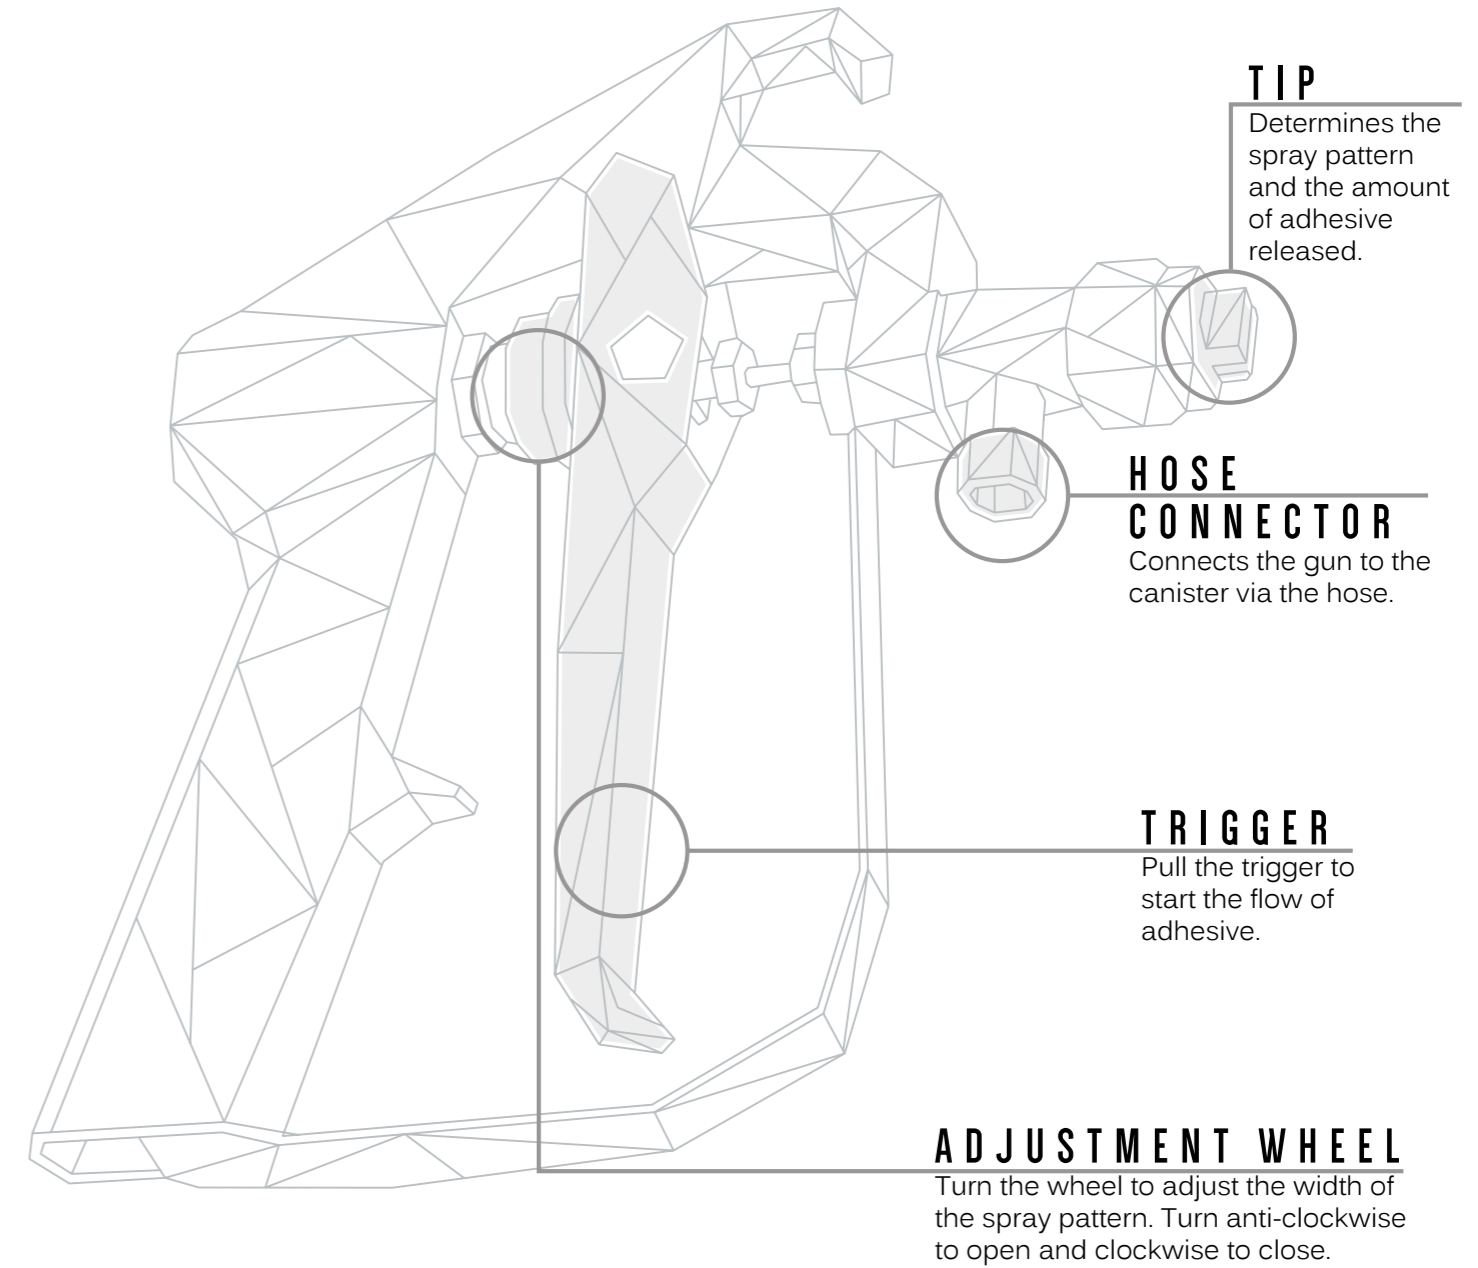 TIP
Determines the
spray pattern
and the amount
of adhesive
released.
HOSE
CONNECTOR
Connects the gun to the
canister via the hose.
TRIGGER
Pull the trigger to
start the flow of
adhesive.
ADJUSTMENT WHEEL
Turn the wheel to adjust the width of
the spray pattern. Turn anti-clockwise
to open and clockwise to close.